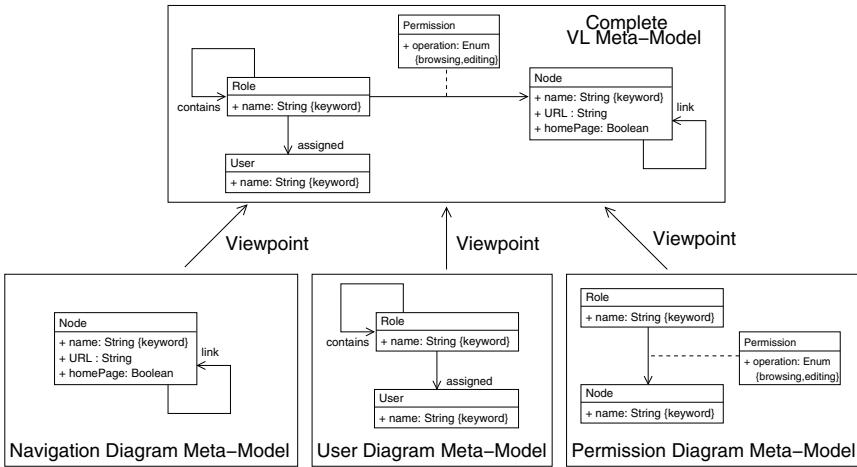 Complete
VL Meta-Model
Permission
+ operation: Enum
{browsing,editing}
Role
+ name: String {keyword}
contains
assigned
User
+ name: String {keyword}
Node
+ name: String {keyword}
+ URL : String
+ homePage: Boolean
link
Viewpoint
Viewpoint
Viewpoint
Node
+ name: String {keyword}
+ URL : String
+ homePage: Boolean
link
Navigation Diagram Meta-Model
Role
+ name: String {keyword}
contains
assigned
User
+ name: String {keyword}
User Diagram Meta-Model
Role
+ name: String {keyword}
Permission
+ operation: Enum
{browsing,editing}
Node
+ name: String {keyword}
Permission Diagram Meta-Model